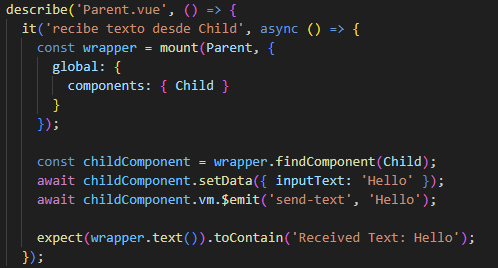 describe('Parent.vue', () => {
  it('recibe texto desde Child', async () => {
    const wrapper = mount(Parent, {
      global: {
        components: { Child }
      }
    });

    const childComponent = wrapper.findComponent(Child);
    await childComponent.setData({ inputText: 'Hello' });
    await childComponent.vm.$emit('send-text', 'Hello');

    expect(wrapper.text()).toContain('Received Text: Hello');
  });